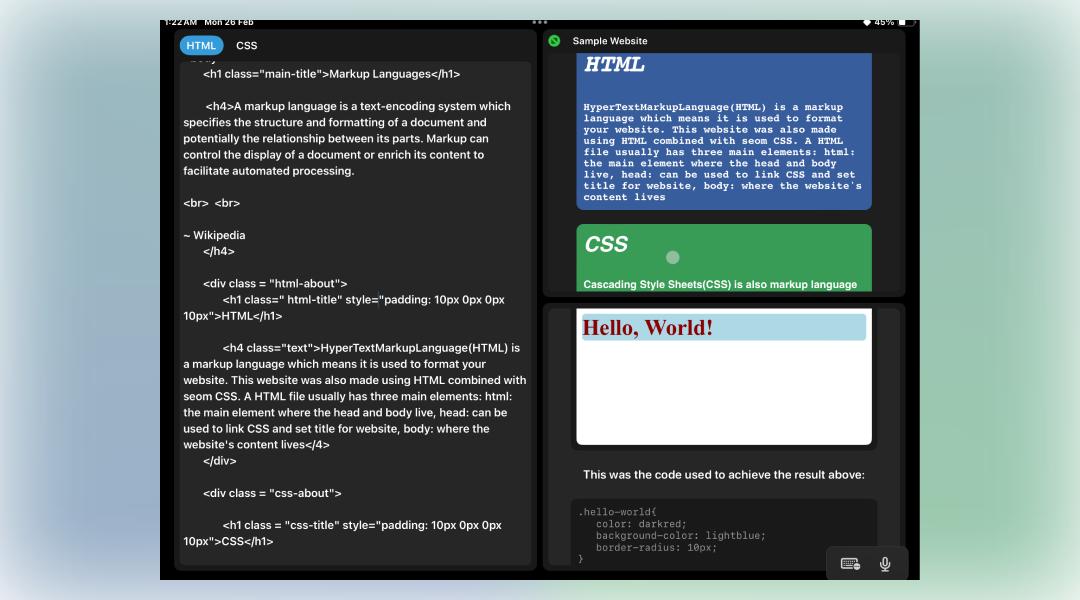 1:22 AM Mon 26 Feb
45%
HTML CSS
<h1 class="main-title">Markup Languages</h1>
<h4>A markup language is a text-encoding system which
specifies the structure and formatting of a document and
potentially the relationship between its parts. Markup can
control the display of a document or enrich its content to
facilitate automated processing.
<br> <br>
~ Wikipedia
</h4>
<div class = "html-about">
<h1 class=" html-title" style="padding: 10px 0px 0px
10px">HTML</h1>
<h4 class="text">HyperTextMarkupLanguage(HTML) is
a markup language which means it is used to format your
website. This website was also made using HTML combined with
seom CSS. A HTML file usually has three main elements: html:
the main element where the head and body live, head: can be
used to link CSS and set title for website, body: where the
website's content lives</4>
</div>
<div class = "css-about">
<h1 class = "css-title" style="padding: 10px 0px 0px
10px">CSS</h1>
Sample Website
HTML
HyperTextMarkupLanguage(HTML) is a markup
language which means it is used to format
your website. This website was also made
using HTML combined with seom CSS. A HTML
file usually has three main elements: html:
the main element where the head and body
live, head: can be used to link CSS and set
title for website, body: where the website's
content lives
CSS
Cascading Style Sheets(CSS) is also markup language
Hello, World!
This was the code used to achieve the result above:
.hello-world{
color: darkred;
background-color: lightblue;
border-radius: 10px;
}